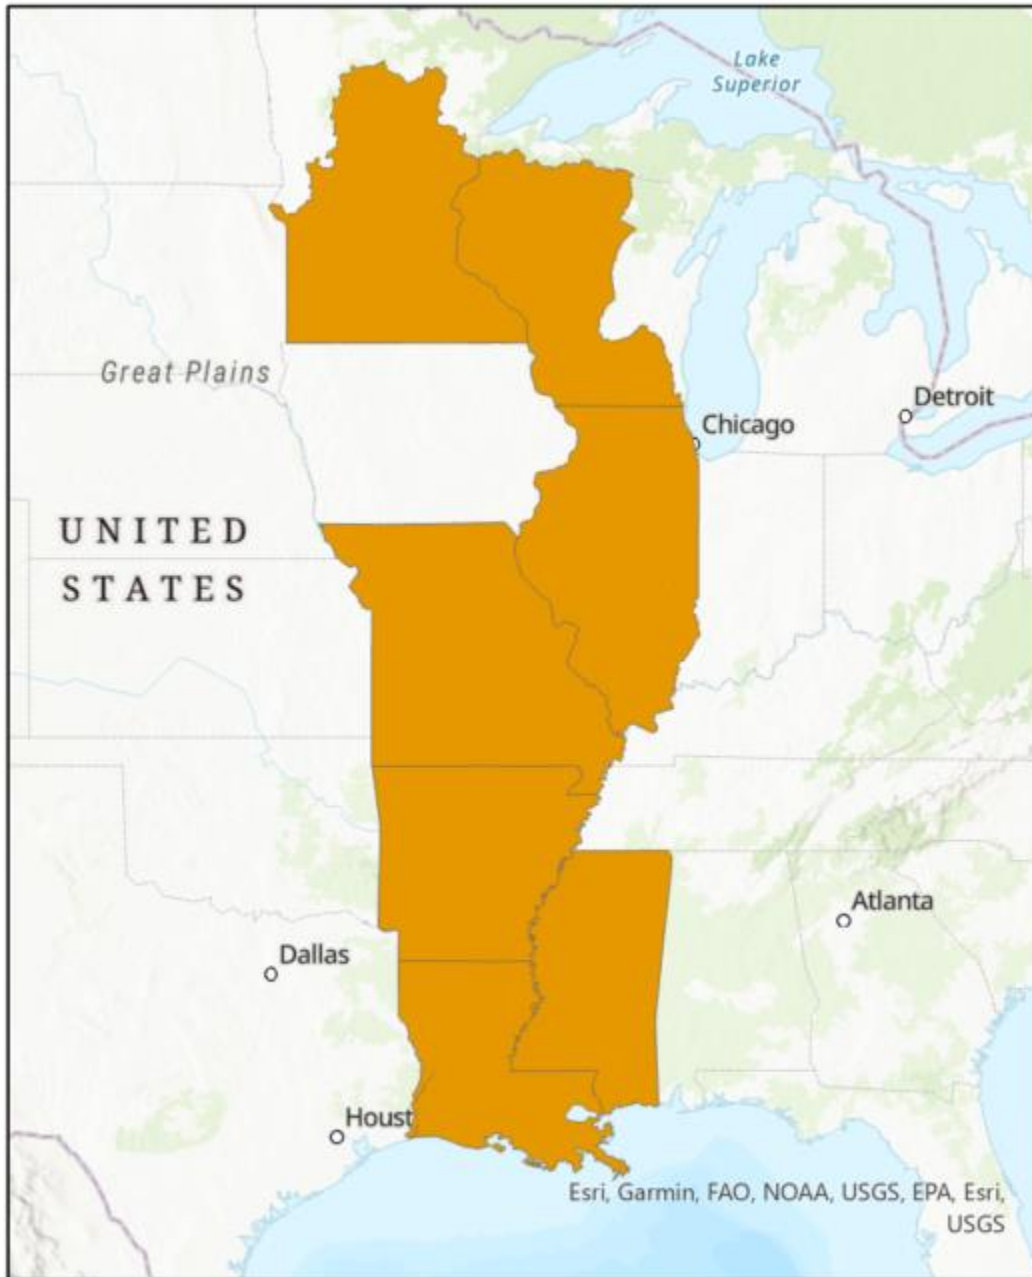 Lake
Superior
Great Plains
Detroit
Chicago
UNITED
STATES
Atlanta
Dallas
Houst
Esri, Garmin, FAO, NOAA, USGS, EPA, Esri,
USGS